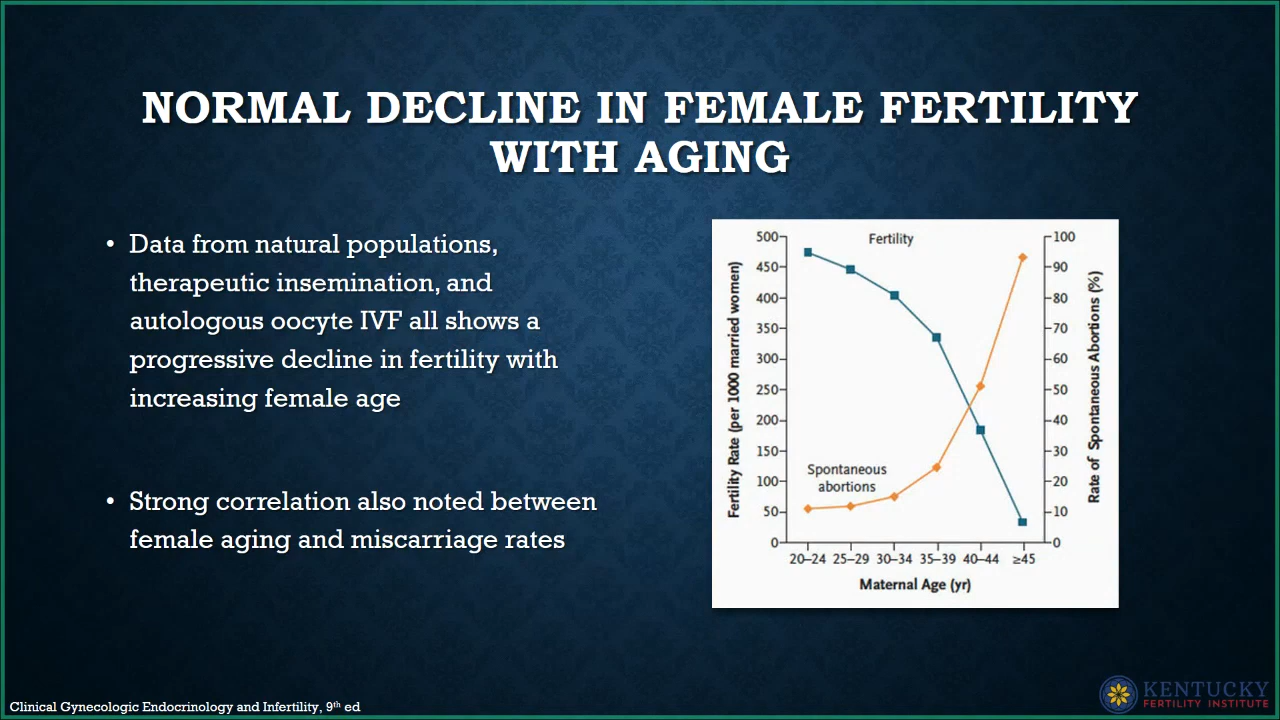 NORMAL DECLINE IN FEMALE FERTILITY
WITH AGING
• Data from natural populations,
therapeutic insemination, and
autologous oocyte IVF all shows a
progressive decline in fertility with
increasing female age
• Strong correlation also noted between
female aging and miscarriage rates
Fertility
Spontaneous
abortions
Fertility Rate (per 1000 married women)
500
450
400
350
300
250
200
150
100
50
0
100
90
80
70
60
50
40
30
20
10
0
Rate of Spontaneous Abortions (%)
20–24 25–29 30–34 35–39 40–44 ≥45
Maternal Age (yr)
Clinical Gynecologic Endocrinology and Infertility, 9th ed
KENTUCKY
FERTILITY INSTITUTE